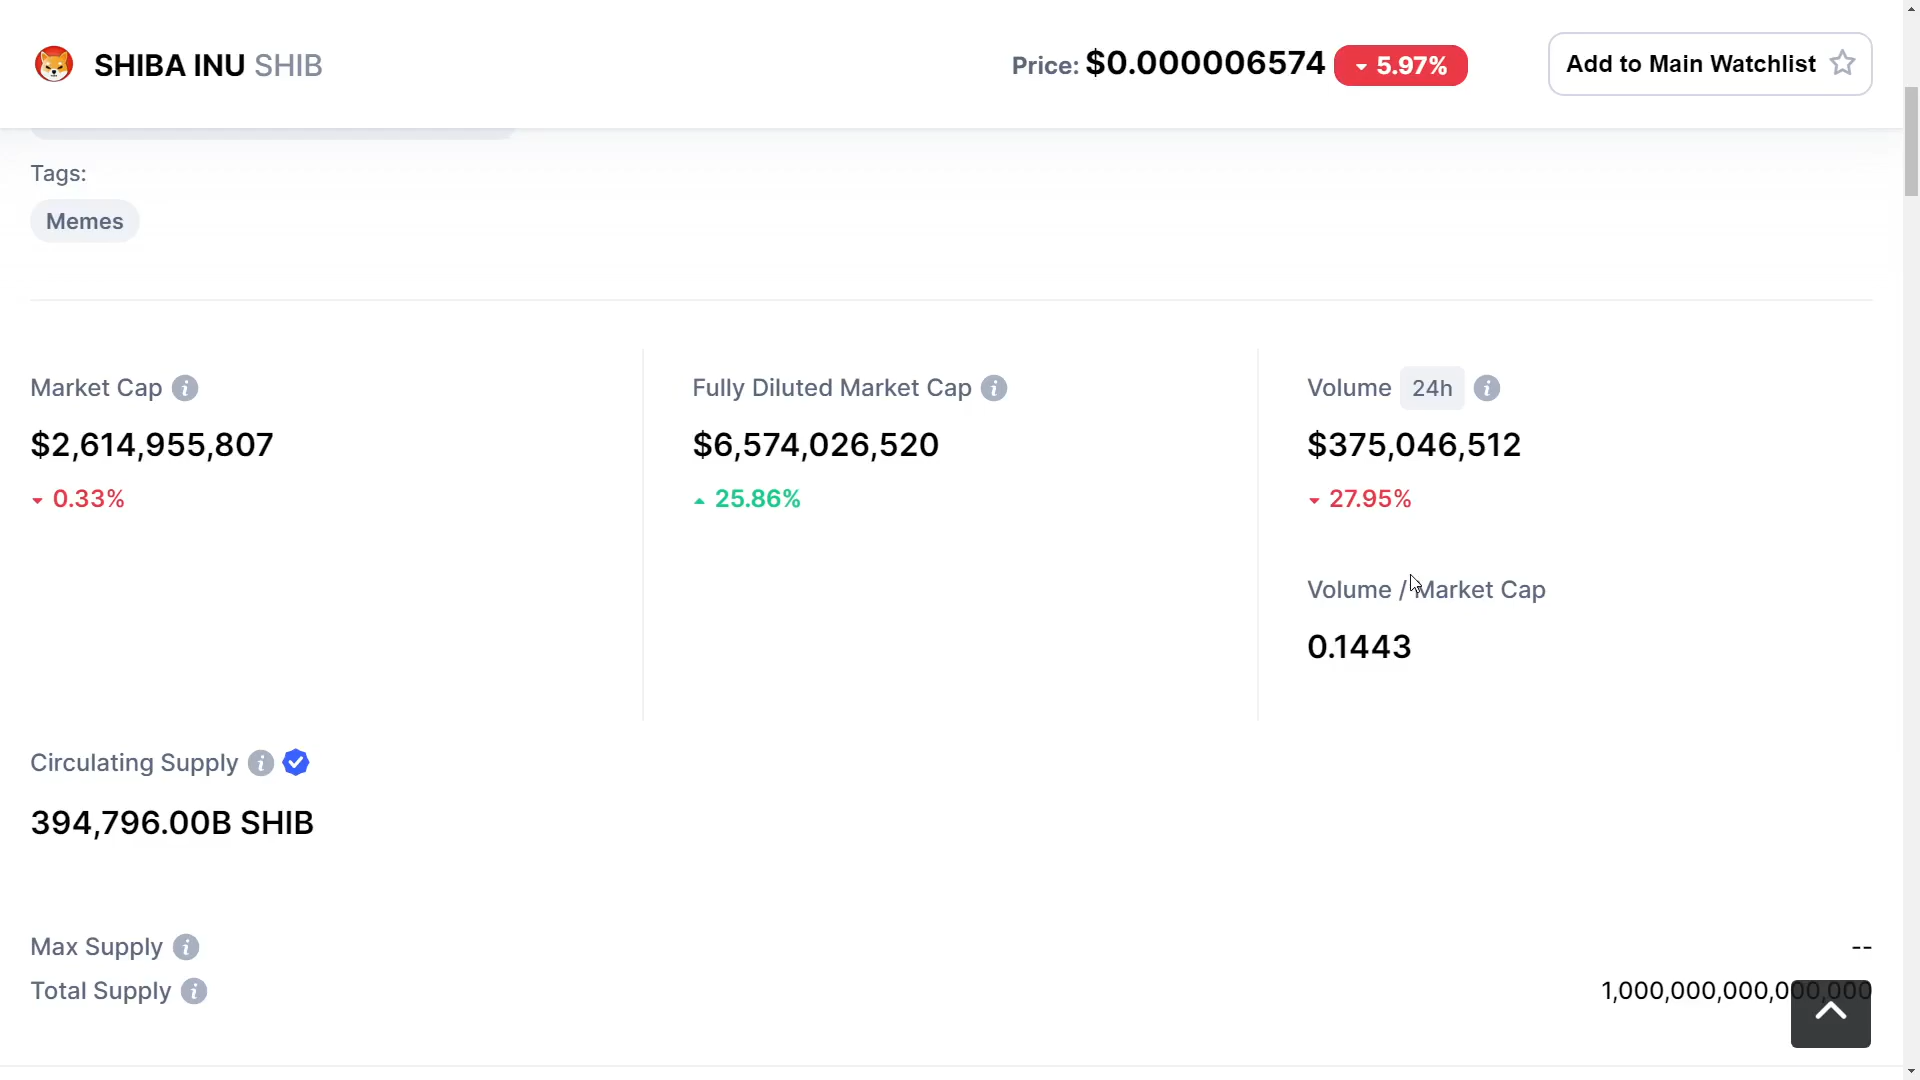 SHIBA INU SHIB
Price: $0.000006574 5.97%
Add to Main Watchlist
Tags:
Memes
Market Cap
$2,614,955,807
0.33%
Fully Diluted Market Cap
$6,574,026,520
25.86%
Volume 24h
$375,046,512
27.95%
Volume / Market Cap
0.1443
Circulating Supply
394,796.00B SHIB
Max Supply --
Total Supply 1,000,000,000,000,000